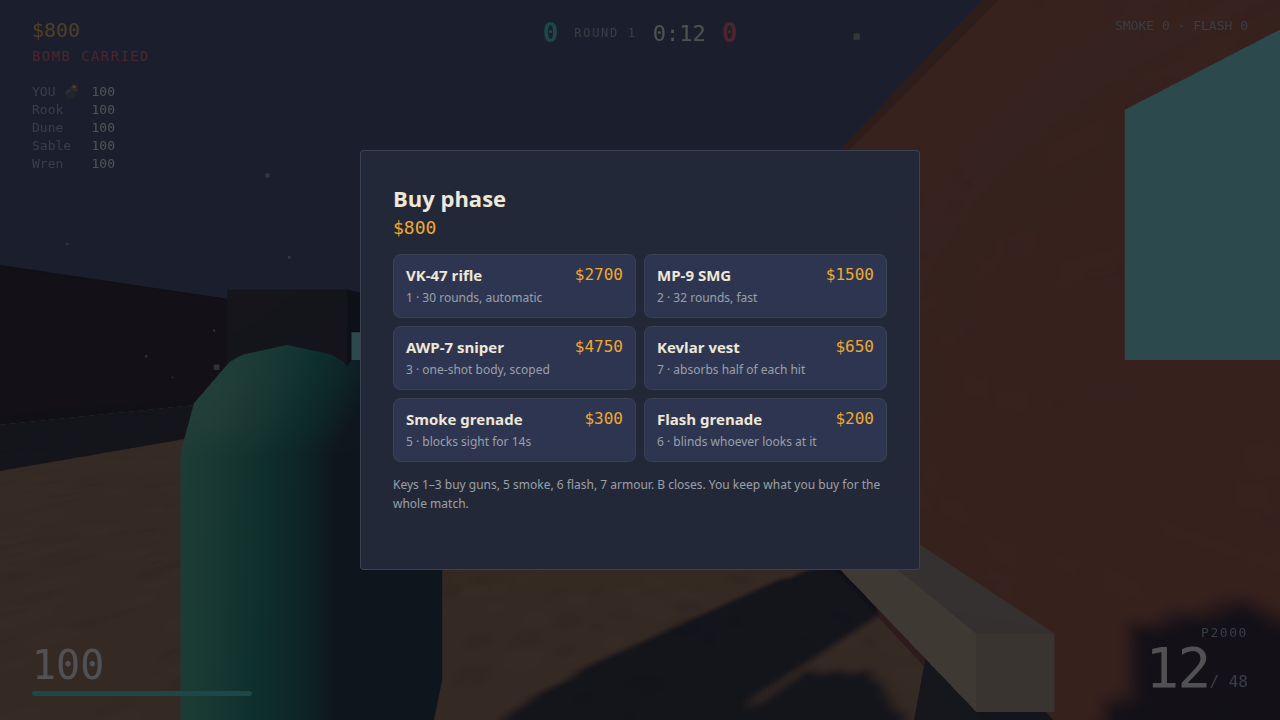 $800
BOMB CARRIED
YOU 💣 100
Rook 100
Dune 100
Sable 100
Wren 100
0 ROUND 1 0:12 0
SMOKE 0 · FLASH 0
Buy phase
$800
VK-47 rifle $2700
1 · 30 rounds, automatic
MP-9 SMG $1500
2 · 32 rounds, fast
AWP-7 sniper $4750
3 · one-shot body, scoped
Kevlar vest $650
7 · absorbs half of each hit
Smoke grenade $300
5 · blocks sight for 14s
Flash grenade $200
6 · blinds whoever looks at it
Keys 1–3 buy guns, 5 smoke, 6 flash, 7 armour. B closes. You keep what you buy for the
whole match.
100
P2000
12 / 48